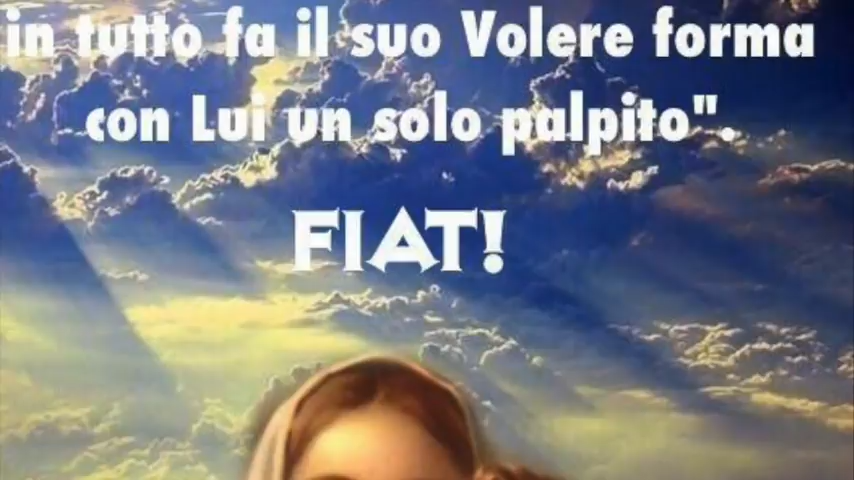 in tutto fa il suo Volere forma
con Lui un solo palpito".
FIAT!